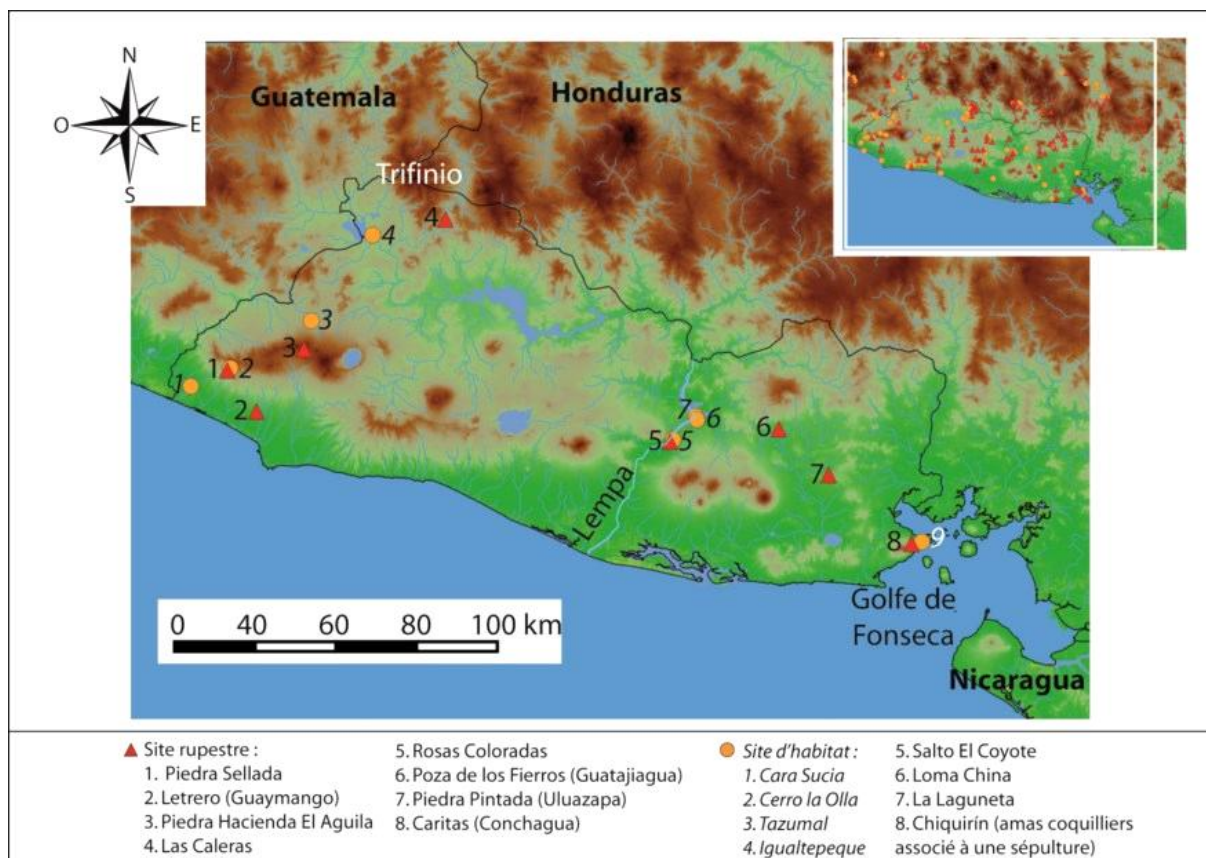 N
O
E
S
Guatemala
Honduras
Trifinio
4
4
3
3
1
2
1
2
7
6
5
5
6
7
Lempa
8
9
Golfe de
Fonseca
Nicaragua
0 40 60 80 100 km
Site rupestre :
1. Piedra Sellada
2. Letrero (Guaymango)
3. Piedra Hacienda El Aguila
4. Las Caleras
5. Rosas Coloradas
6. Poza de los Fierros (Guatajiagua)
7. Piedra Pintada (Uluazapa)
8. Caritas (Conchagua)
Site d'habitat :
1. Cara Sucia
2. Cerro la Olla
3. Tazumal
4. Igualtepeque
5. Salto El Coyote
6. Loma China
7. La Laguneta
8. Chiquirín (amas coquilliers
associé à une sépulture)